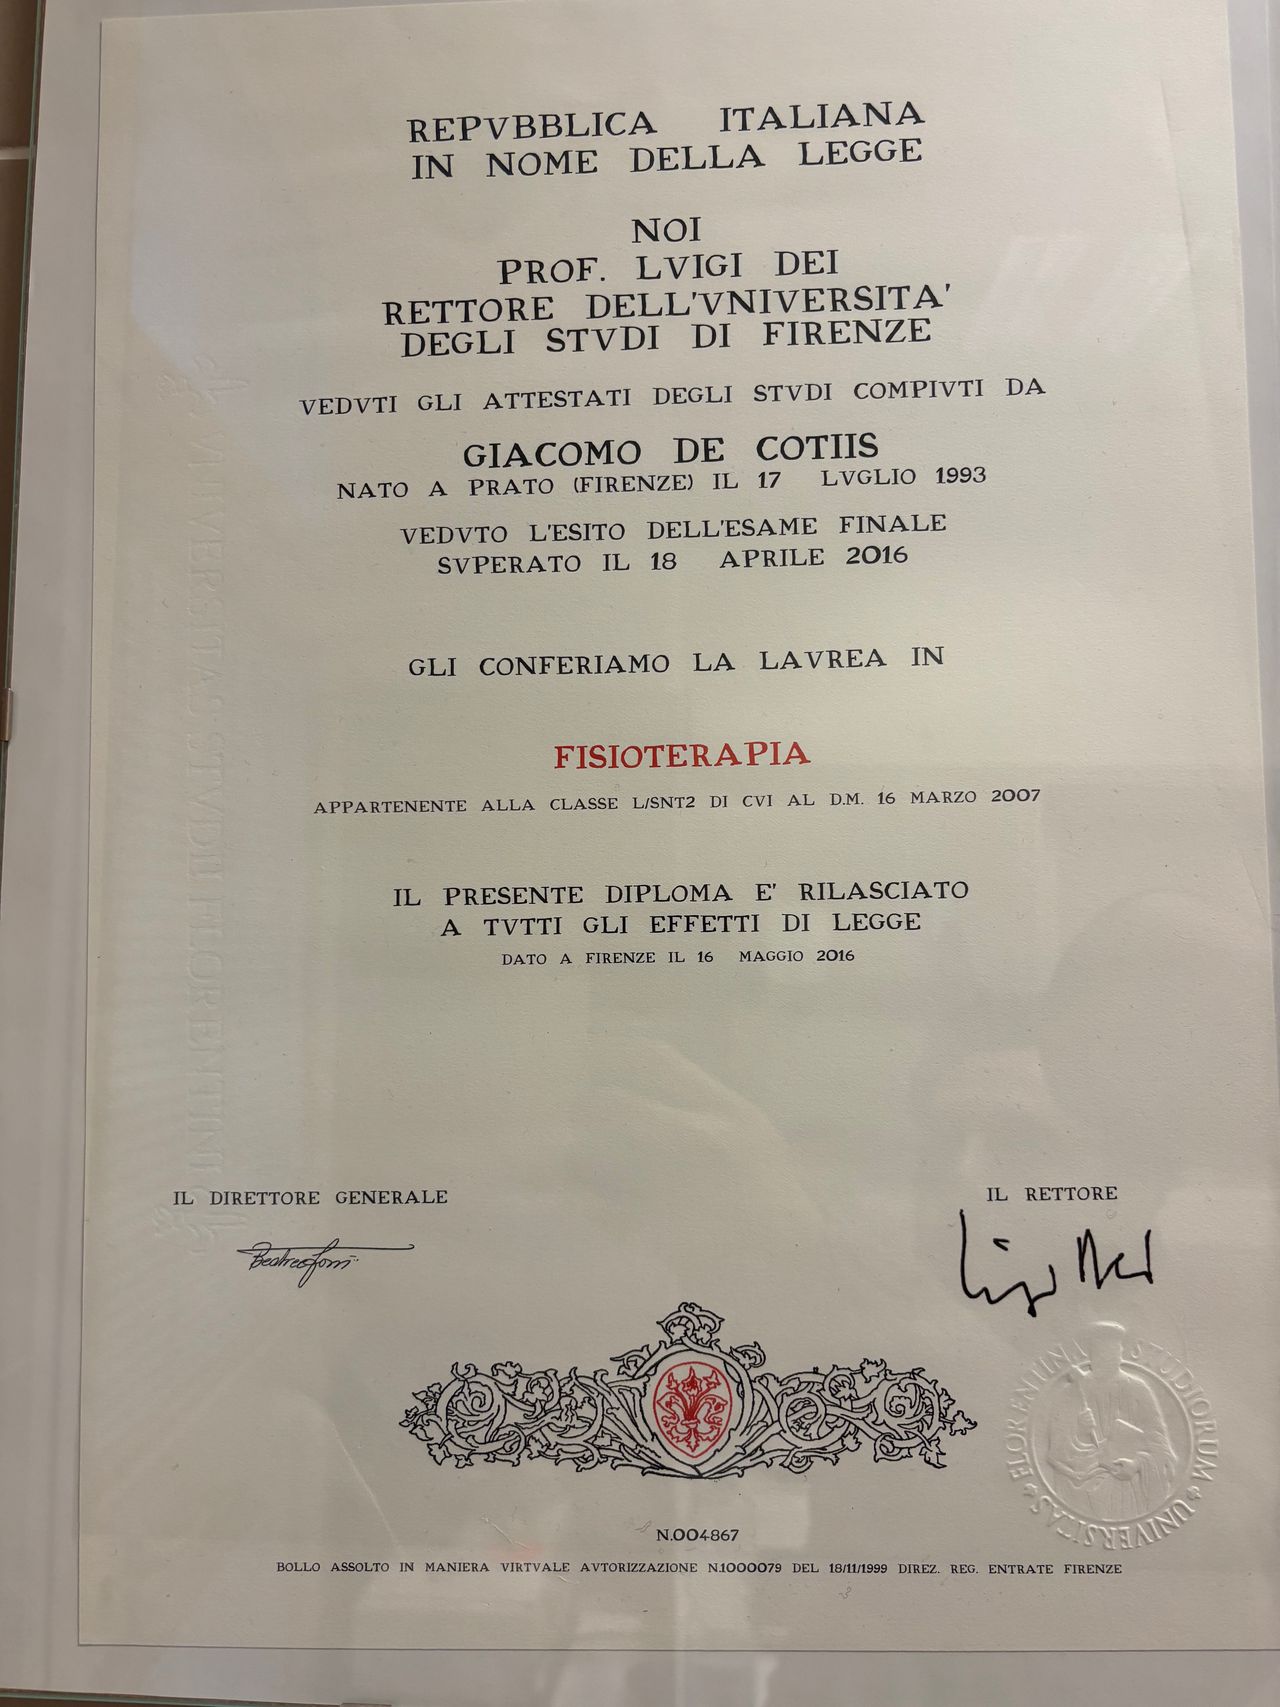 REPVBBLICA ITALIANA
IN NOME DELLA LEGGE
NOI
PROF. LVIGI DEI
RETTORE DELL'VNIVERSITA'
DEGLI STVDI DI FIRENZE
VEDVTI GLI ATTESTATI DEGLI STVDI COMPIVTI DA
GIACOMO DE COTIIS
NATO A PRATO (FIRENZE) IL 17 LVGLIO 1993
VEDVTO L'ESITO DELL'ESAME FINALE
SVPERATO IL 18 APRILE 2016
GLI CONFERIAMO LA LAVREA IN
FISIOTERAPIA
APPARTENENTE ALLA CLASSE L/SNT2 DI CVI AL D.M. 16 MARZO 2007
IL PRESENTE DIPLOMA E' RILASCIATO
A TVTTI GLI EFFETTI DI LEGGE
DATO A FIRENZE IL 16 MAGGIO 2016
IL DIRETTORE GENERALE
IL RETTORE
Luigi Dei
FLORENTINA STUDIORUM UNIVERSITAS
N.004867
BOLLO ASSOLTO IN MANIERA VIRTVALE AVTORIZZAZIONE N.1000079 DEL 18/11/1999 DIREZ. REG. ENTRATE FIRENZE